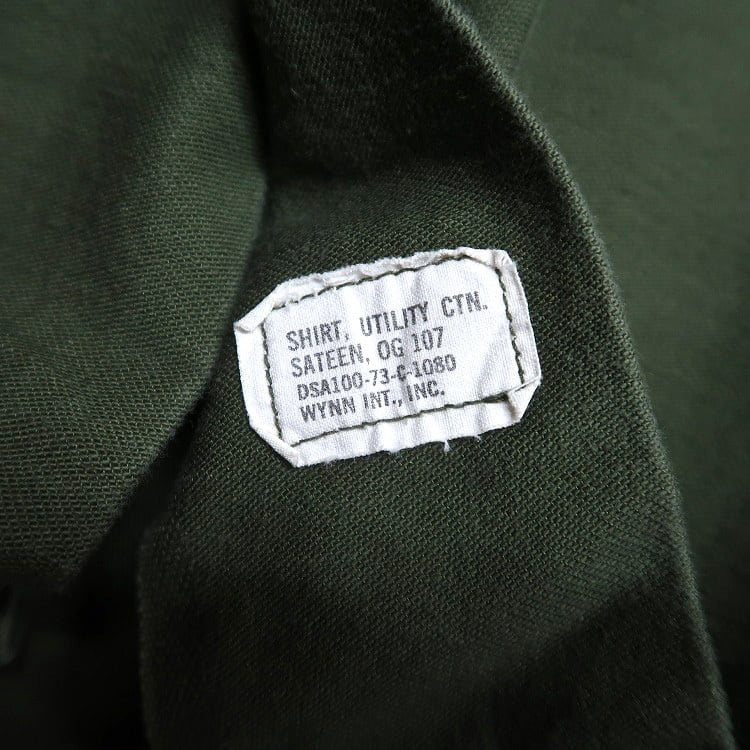 SHIRT, UTILITY CTN.
SATEEN, OG 107
DSA100-73-C-1080
WYNN INT., INC.